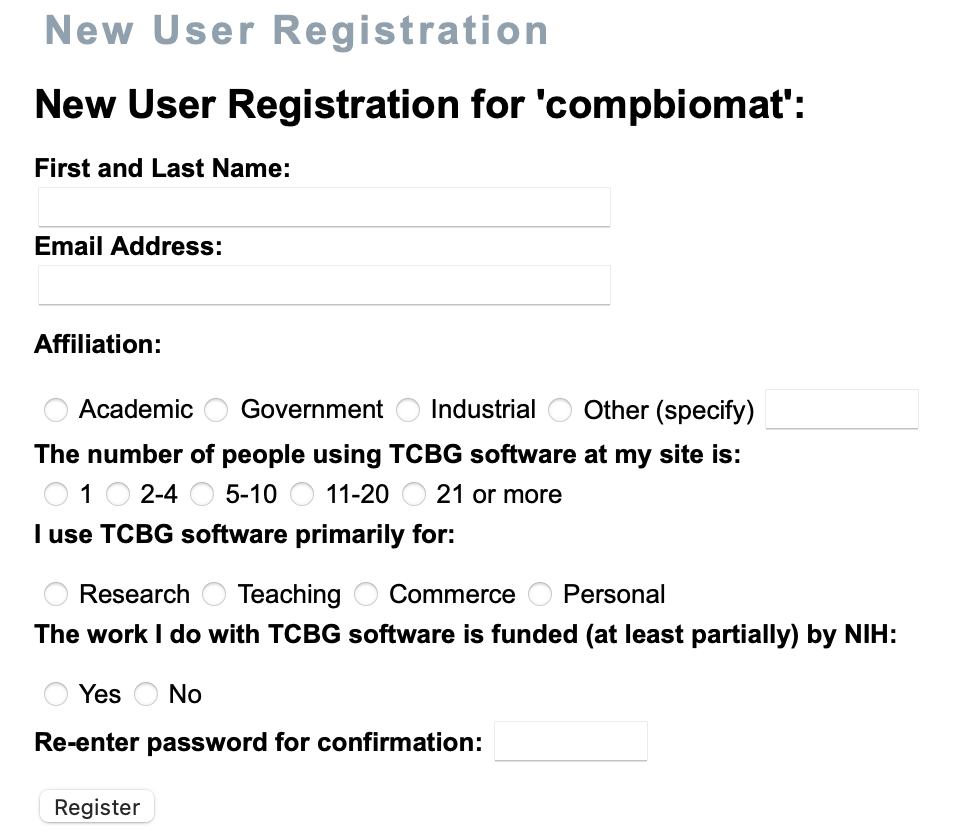 New User Registration
New User Registration for 'compbiomat':
First and Last Name:
Email Address:
Affiliation:
Academic Government Industrial Other (specify)
The number of people using TCBG software at my site is:
1 2-4 5-10 11-20 21 or more
I use TCBG software primarily for:
Research Teaching Commerce Personal
The work I do with TCBG software is funded (at least partially) by NIH:
Yes No
Re-enter password for confirmation:
Register